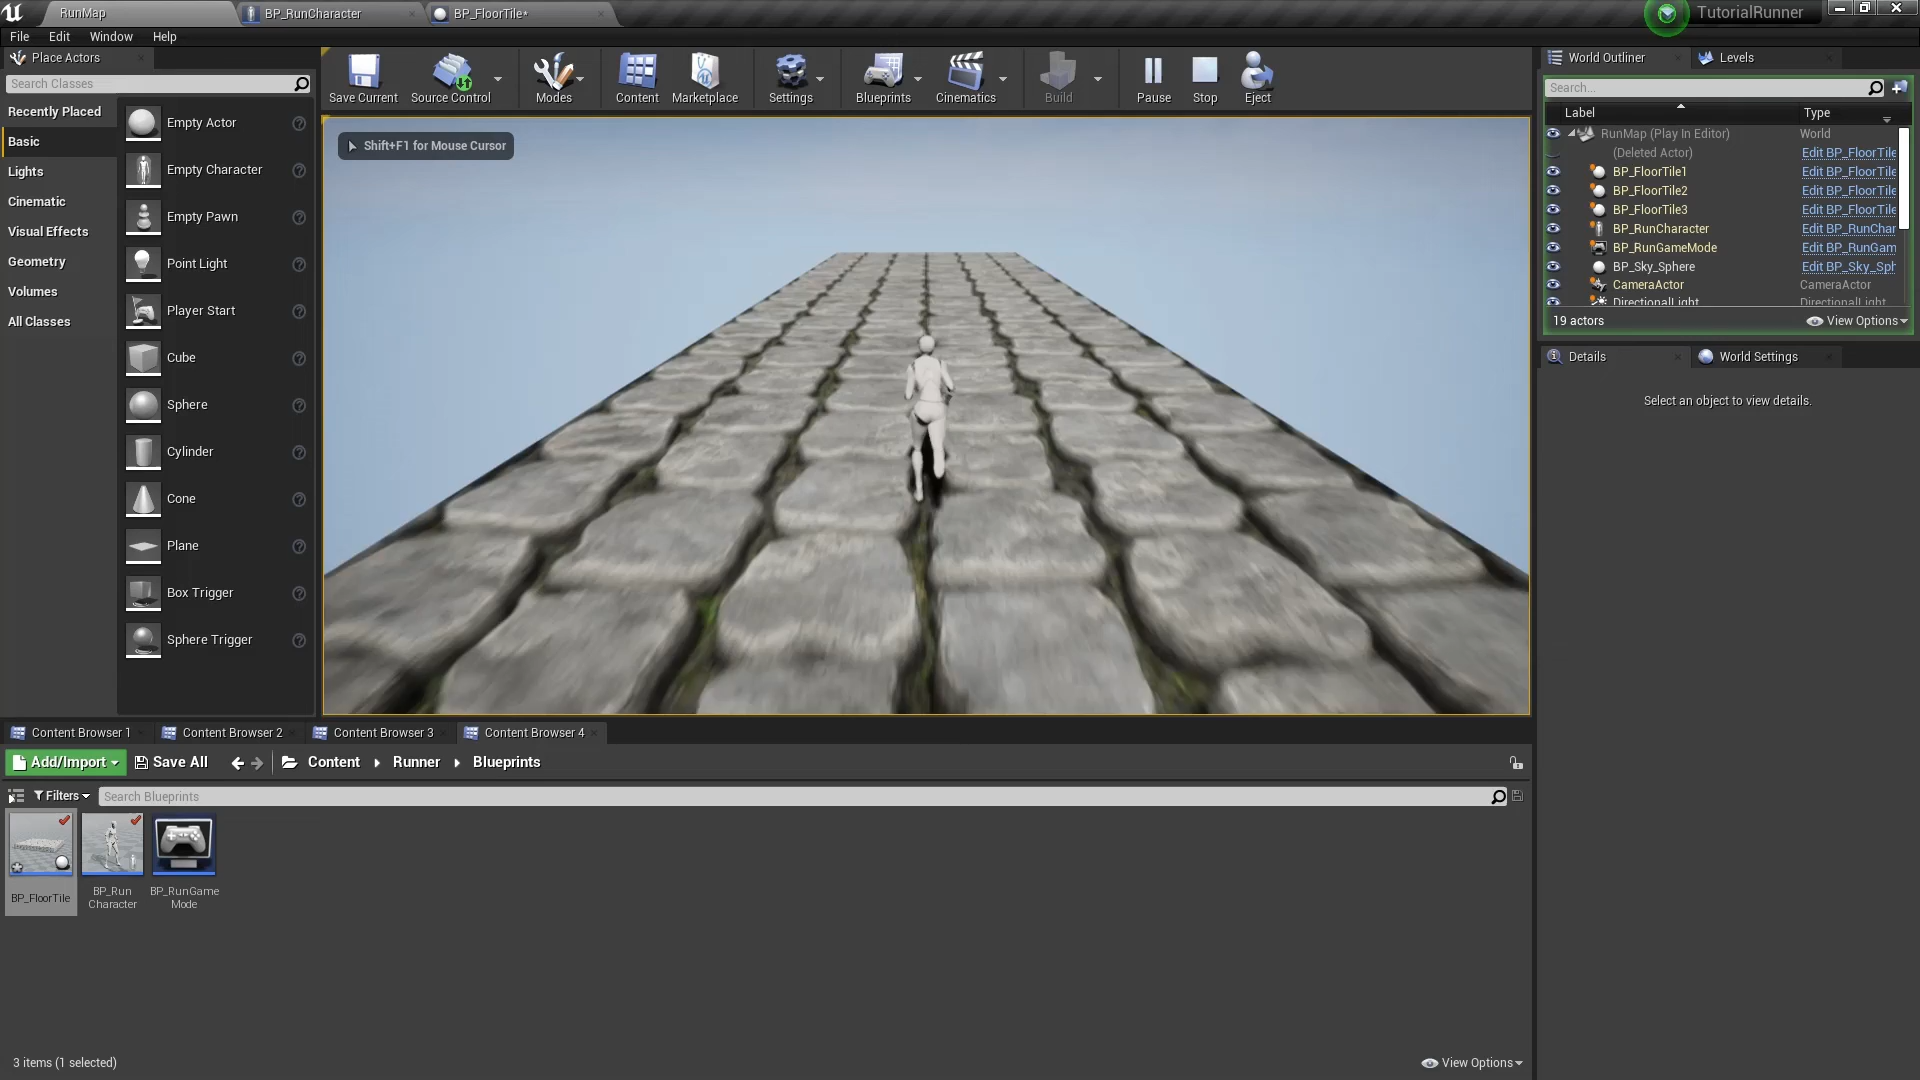 RunMap
BP_RunCharacter
BP_FloorTile*
TutorialRunner
File
Edit
Window
Help
Place Actors
Search Classes
Recently Placed
Basic
Lights
Cinematic
Visual Effects
Geometry
Volumes
All Classes
Empty Actor
Empty Character
Empty Pawn
Point Light
Player Start
Cube
Sphere
Cylinder
Cone
Plane
Box Trigger
Sphere Trigger
Save Current
Source Control
Modes
Content
Marketplace
Settings
Blueprints
Cinematics
Build
Pause
Stop
Eject
Shift+F1 for Mouse Cursor
World Outliner
Levels
Search...
Label
Type
RunMap (Play In Editor)
World
(Deleted Actor)
Edit BP_FloorTile
BP_FloorTile1
Edit BP_FloorTile
BP_FloorTile2
Edit BP_FloorTile
BP_FloorTile3
Edit BP_FloorTile
BP_RunCharacter
Edit BP_RunChar
BP_RunGameMode
Edit BP_RunGam
BP_Sky_Sphere
Edit BP_Sky_Sph
CameraActor
CameraActor
DirectionalLight
DirectionalLight
19 actors
View Options
Details
World Settings
Select an object to view details.
Content Browser 1
Content Browser 2
Content Browser 3
Content Browser 4
Add/Import
Save All
Content
Runner
Blueprints
Filters
Search Blueprints
BP_FloorTile
BP_Run
Character
BP_RunGame
Mode
3 items (1 selected)
View Options